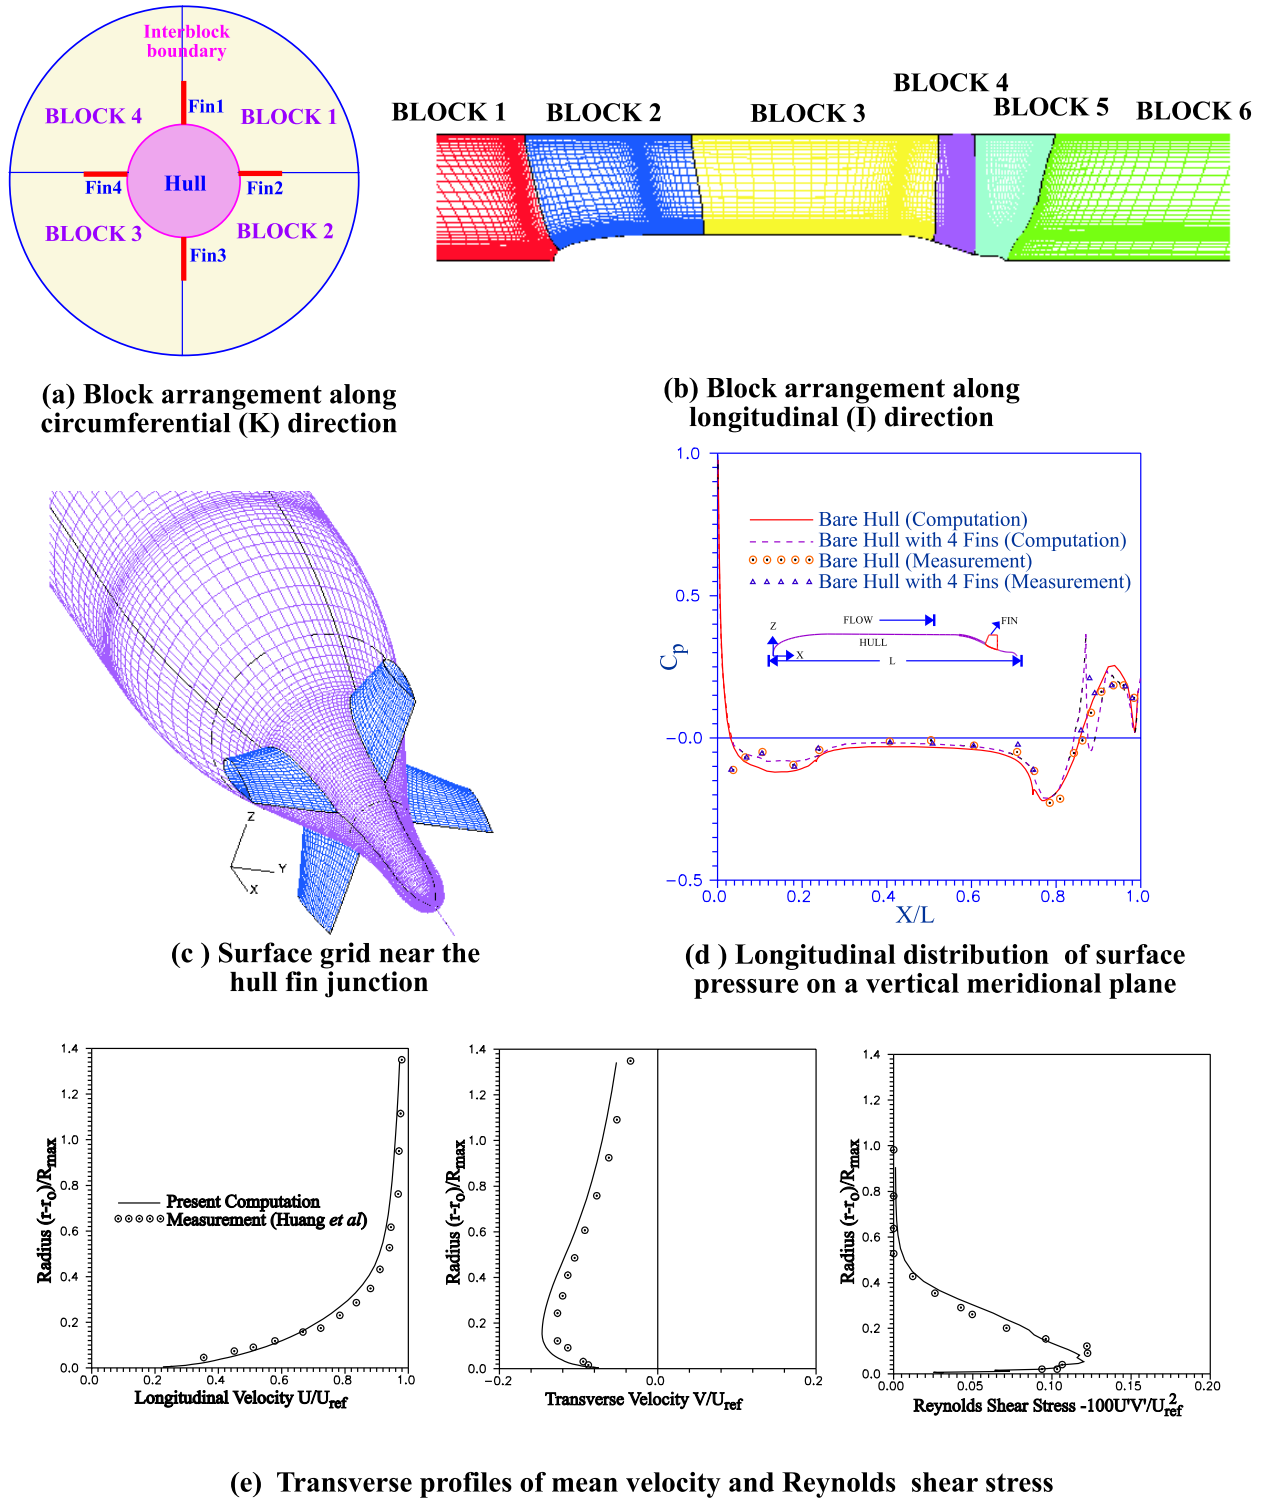 Interblock
boundary
BLOCK 4
Fin1
BLOCK 1
Fin4
Hull
Fin2
BLOCK 3
BLOCK 2
Fin3
(a) Block arrangement along
circumferential (K) direction
BLOCK 1
BLOCK 2
BLOCK 3
BLOCK 4
BLOCK 5
BLOCK 6
(b) Block arrangement along
longitudinal (I) direction
Z
Y
X
(c ) Surface grid near the
hull fin junction
1.0
0.5
−0.0
−0.5
Cp
Bare Hull (Computation)
Bare Hull with 4 Fins (Computation)
Bare Hull (Measurement)
Bare Hull with 4 Fins (Measurement)
FLOW
FIN
Z
HULL
X
L
0.0 0.2 0.4 0.6 0.8 1.0
X/L
(d ) Longitudinal distribution of surface
pressure on a vertical meridional plane
1.4
1.2
1.0
0.8
0.6
0.4
0.2
0.0
Radius (r-ro)/Rmax
Present Computation
Measurement (Huang et al)
0.0 0.2 0.4 0.6 0.8 1.0
Longitudinal Velocity U/Uref
1.4
1.2
1.0
0.8
0.6
0.4
0.2
0.0
Radius (r-ro)/Rmax
−0.2 0.0 0.2
Transverse Velocity V/Uref
1.4
1.2
1.0
0.8
0.6
0.4
0.2
0.0
Radius (r-ro)/Rmax
0.00 0.05 0.10 0.15 0.20
Reynolds Shear Stress -100U'V'/Uref²
(e) Transverse profiles of mean velocity and Reynolds shear stress